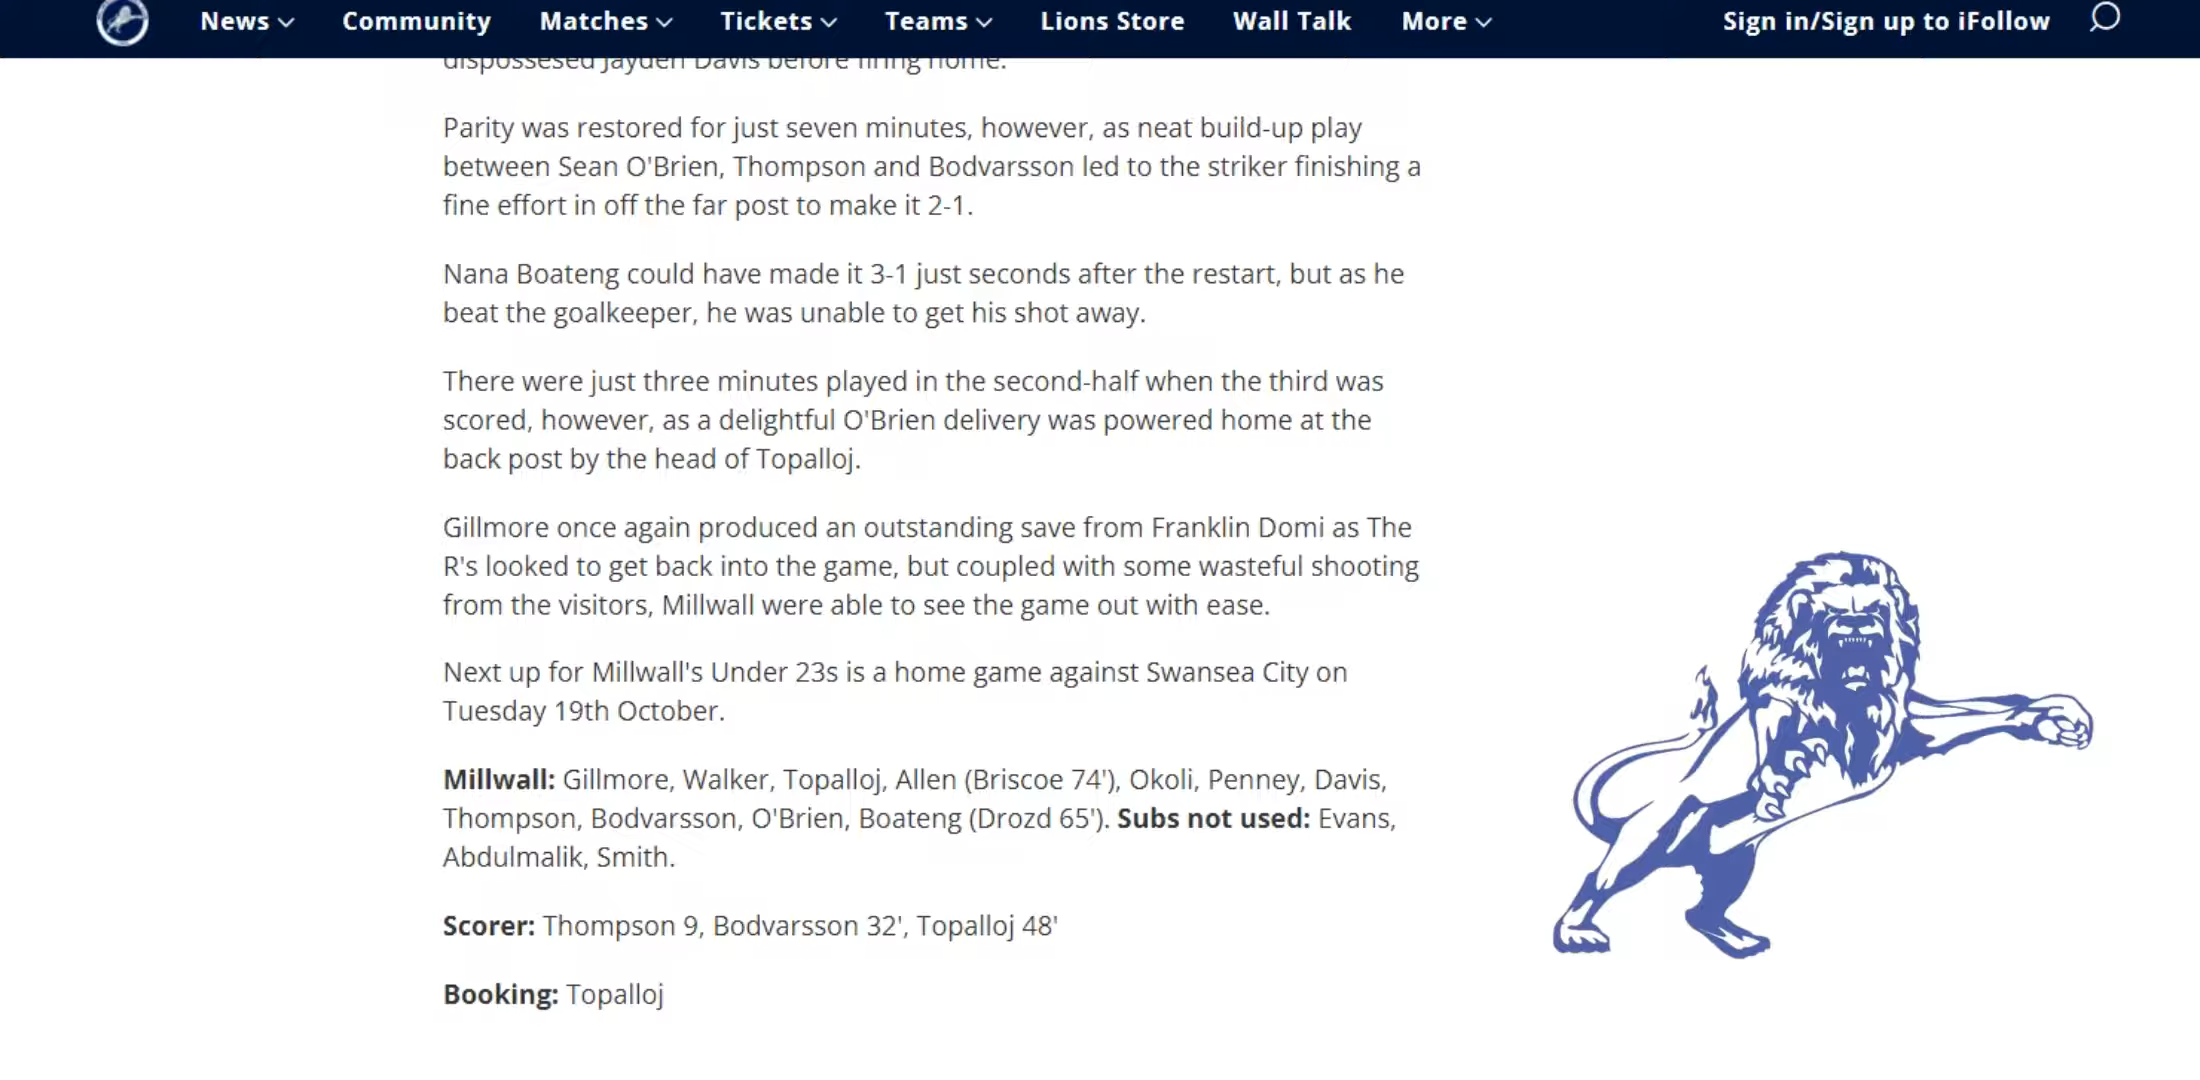 News Community Matches Tickets Teams Lions Store Wall Talk More Sign in/Sign up to iFollow
dispossesed Jayden Davis before firing home.
Parity was restored for just seven minutes, however, as neat build-up play
between Sean O'Brien, Thompson and Bodvarsson led to the striker finishing a
fine effort in off the far post to make it 2-1.
Nana Boateng could have made it 3-1 just seconds after the restart, but as he
beat the goalkeeper, he was unable to get his shot away.
There were just three minutes played in the second-half when the third was
scored, however, as a delightful O'Brien delivery was powered home at the
back post by the head of Topalloj.
Gillmore once again produced an outstanding save from Franklin Domi as The
R's looked to get back into the game, but coupled with some wasteful shooting
from the visitors, Millwall were able to see the game out with ease.
Next up for Millwall's Under 23s is a home game against Swansea City on
Tuesday 19th October.
Millwall: Gillmore, Walker, Topalloj, Allen (Briscoe 74'), Okoli, Penney, Davis,
Thompson, Bodvarsson, O'Brien, Boateng (Drozd 65'). Subs not used: Evans,
Abdulmalik, Smith.
Scorer: Thompson 9, Bodvarsson 32', Topalloj 48'
Booking: Topalloj